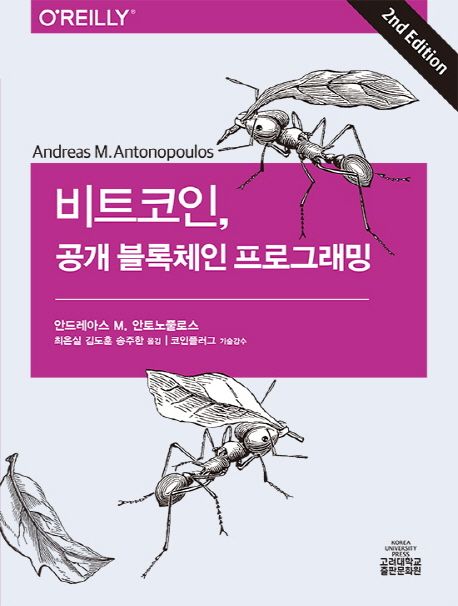 O'REILLY®
2nd Edition
Andreas M. Antonopoulos
비트코인,
공개 블록체인 프로그래밍
안드레아스 M. 안토노풀로스
최은실 김도훈 송주한 옮김 | 코인플러그 기술감수
KOREA
UNIVERSITY
PRESS
고려대학교
출판문화원